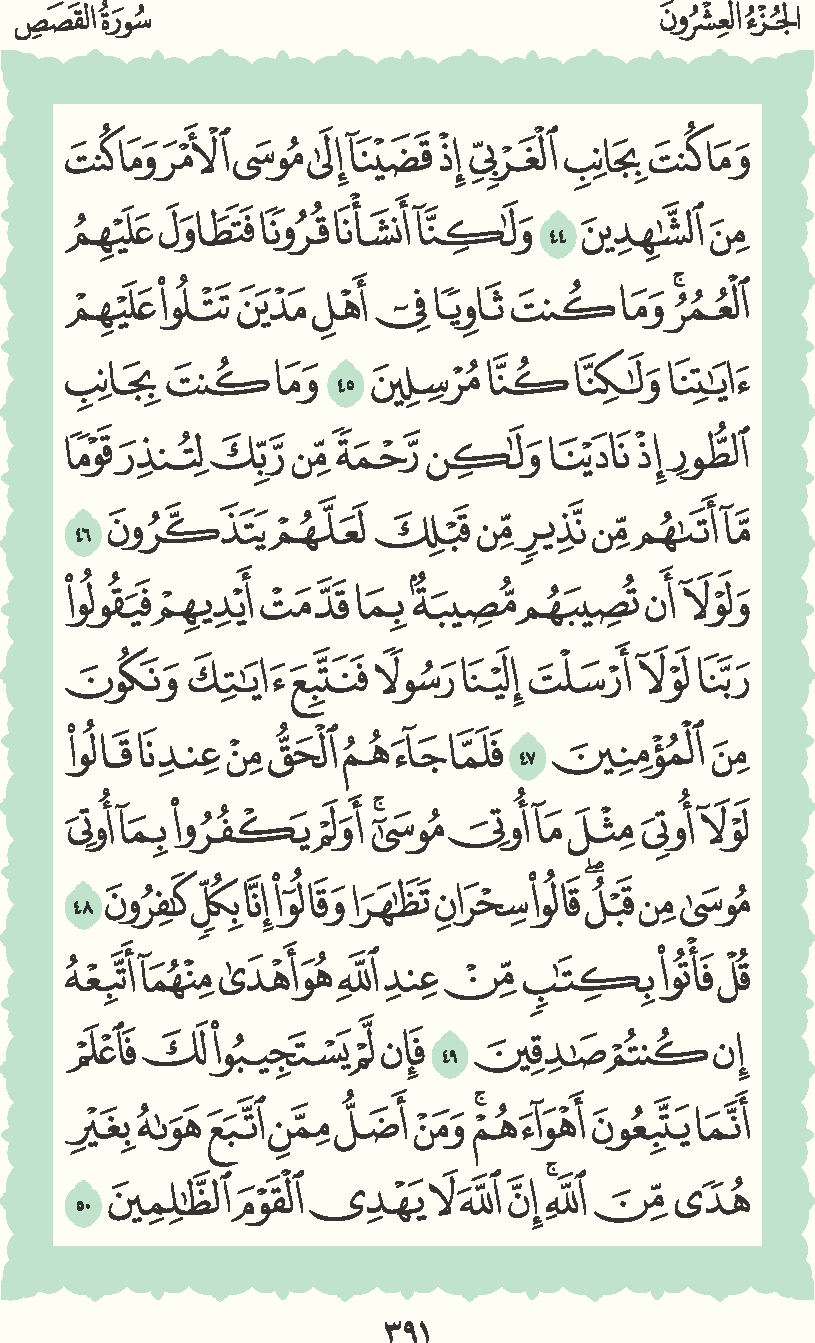 الجُزْءُ العِشْرُونَ
سُورَةُ القَصَصِ
وَمَا كُنتَ بِجَانِبِ ٱلْغَرْبِيِّ إِذْ قَضَيْنَآ إِلَىٰ مُوسَى ٱلْأَمْرَ وَمَا كُنتَ
مِنَ ٱلشَّٰهِدِينَ ٤٤ وَلَٰكِنَّآ أَنشَأْنَا قُرُونًا فَتَطَاوَلَ عَلَيْهِمُ
ٱلْعُمُرُۚ وَمَا كُنتَ ثَاوِيًا فِىٓ أَهْلِ مَدْيَنَ تَتْلُوا۟ عَلَيْهِمْ
ءَايَٰتِنَا وَلَٰكِنَّا كُنَّا مُرْسِلِينَ ٤٥ وَمَا كُنتَ بِجَانِبِ
ٱلطُّورِ إِذْ نَادَيْنَا وَلَٰكِن رَّحْمَةً مِّن رَّبِّكَ لِتُنذِرَ قَوْمًا
مَّآ أَتَىٰهُم مِّن نَّذِيرٍ مِّن قَبْلِكَ لَعَلَّهُمْ يَتَذَكَّرُونَ ٤٦
وَلَوْلَآ أَن تُصِيبَهُم مُّصِيبَةٌۢ بِمَا قَدَّمَتْ أَيْدِيهِمْ فَيَقُولُوا۟
رَبَّنَا لَوْلَآ أَرْسَلْتَ إِلَيْنَا رَسُولًا فَنَتَّبِعَ ءَايَٰتِكَ وَنَكُونَ
مِنَ ٱلْمُؤْمِنِينَ ٤٧ فَلَمَّا جَآءَهُمُ ٱلْحَقُّ مِنْ عِندِنَا قَالُوا۟
لَوْلَآ أُوتِىَ مِثْلَ مَآ أُوتِىَ مُوسَىٰٓۚ أَوَلَمْ يَكْفُرُوا۟ بِمَآ أُوتِىَ
مُوسَىٰ مِن قَبْلُۖ قَالُوا۟ سِحْرَانِ تَظَٰهَرَا وَقَالُوٓا۟ إِنَّا بِكُلٍّ كَٰفِرُونَ ٤٨
قُلْ فَأْتُوا۟ بِكِتَٰبٍ مِّنْ عِندِ ٱللَّهِ هُوَ أَهْدَىٰ مِنْهُمَآ أَتَّبِعْهُ
إِن كُنتُمْ صَٰدِقِينَ ٤٩ فَإِن لَّمْ يَسْتَجِيبُوا۟ لَكَ فَٱعْلَمْ
أَنَّمَا يَتَّبِعُونَ أَهْوَآءَهُمْۚ وَمَنْ أَضَلُّ مِمَّنِ ٱتَّبَعَ هَوَىٰهُ بِغَيْرِ
هُدًى مِّنَ ٱللَّهِۚ إِنَّ ٱللَّهَ لَا يَهْدِى ٱلْقَوْمَ ٱلظَّٰلِمِينَ ٥٠
٣٩١